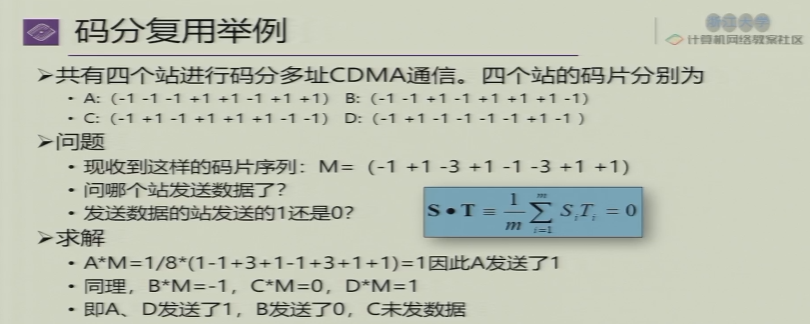 码分复用举例
浙江大学
计算机网络教案社区
➢共有四个站进行码分多址CDMA通信。四个站的码片分别为
• A:(-1 -1 -1 +1 +1 -1 +1 +1) B:(-1 -1 +1 -1 +1 +1 +1 -1)
• C:(-1 +1 -1 +1 +1 +1 -1 -1) D:(-1 +1 -1 -1 -1 -1 +1 -1 )
➢问题
• 现收到这样的码片序列:M=(-1 +1 -3 +1 -1 -3 +1 +1)
• 问哪个站发送数据了?
• 发送数据的站发送的1还是0?
S • T ≡ 1/m ∑ i=1 m SᵢTᵢ = 0
➢求解
• A*M=1/8*(1-1+3+1-1+3+1+1)=1因此A发送了1
• 同理,B*M=-1,C*M=0,D*M=1
• 即A、D发送了1,B发送了0,C未发数据